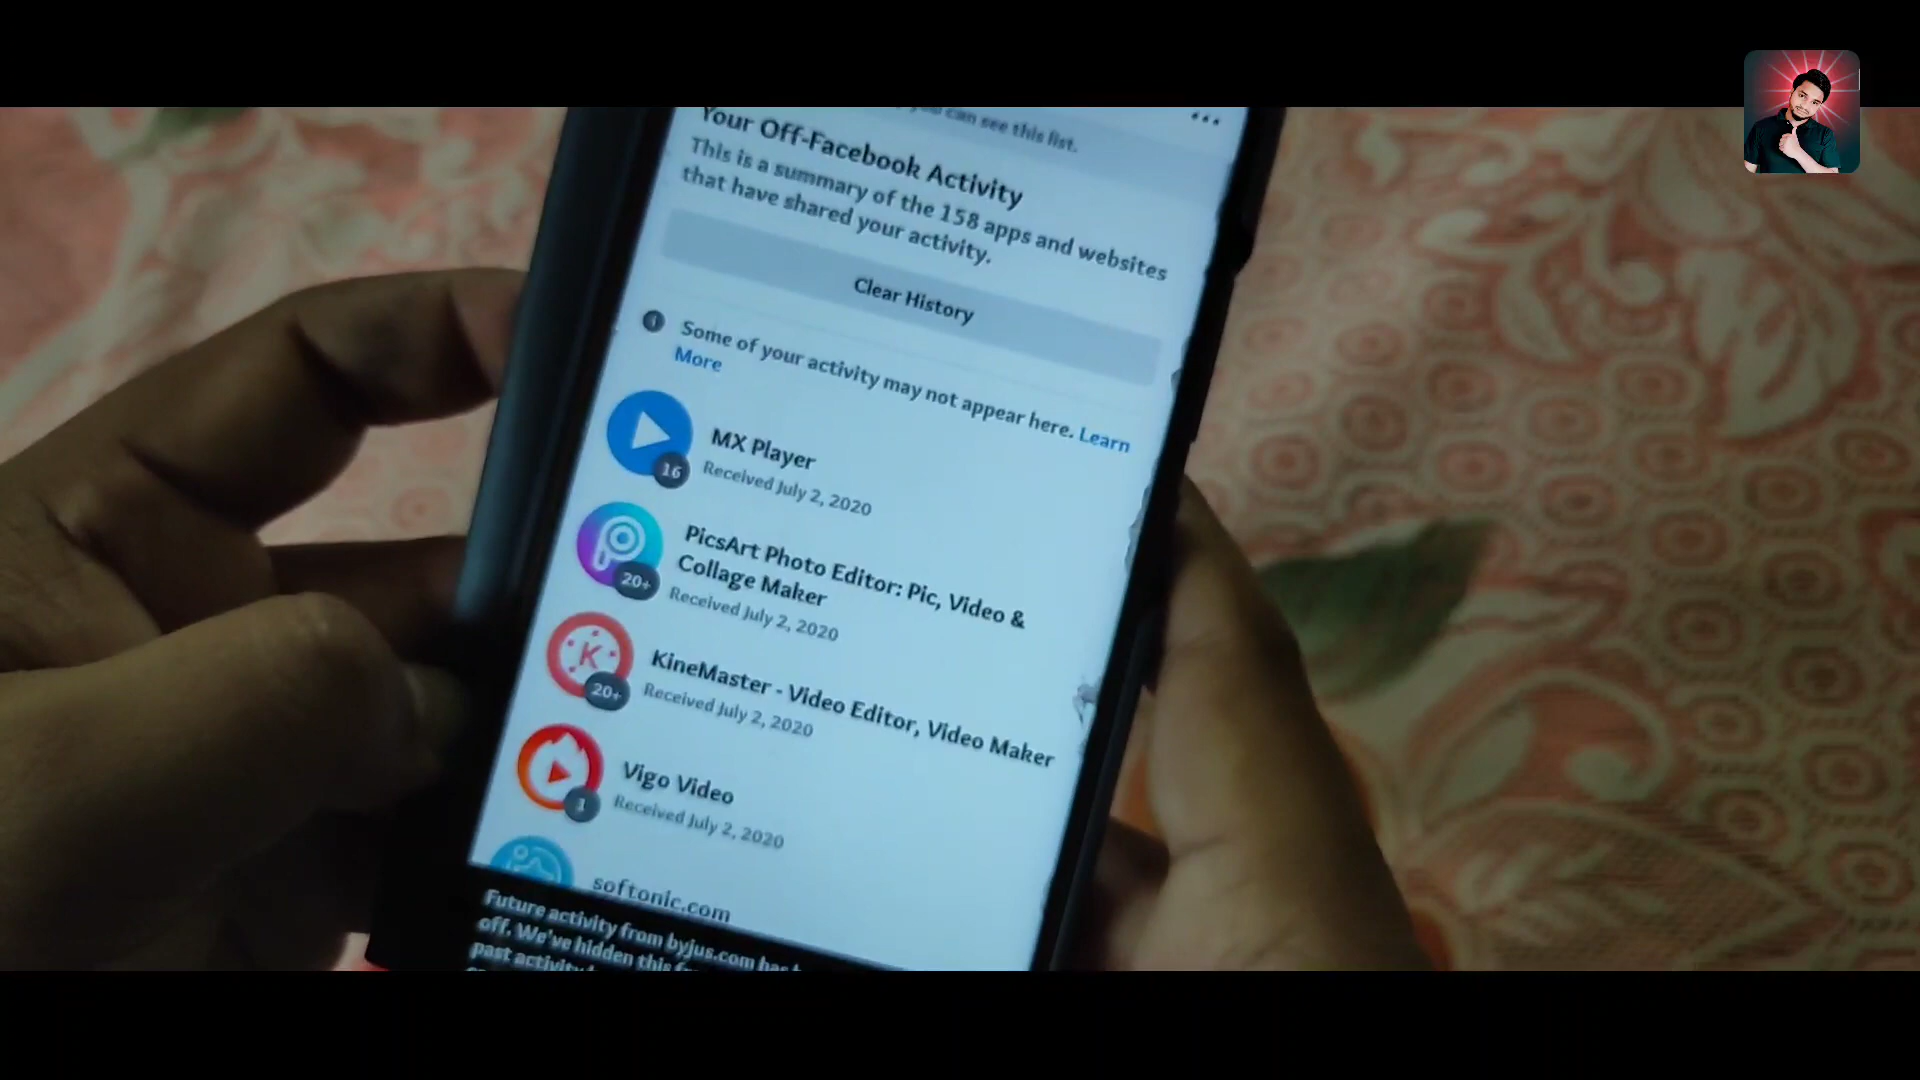 you can see this list.
Your Off-Facebook Activity
This is a summary of the 158 apps and websites
that have shared your activity.
Clear History
Some of your activity may not appear here. Learn
More
MX Player
16
Received July 2, 2020
PicsArt Photo Editor: Pic, Video &
Collage Maker
20+
Received July 2, 2020
KineMaster - Video Editor, Video Maker
20+
Received July 2, 2020
Vigo Video
Received July 2, 2020
softonic.com
Future activity from byjus.com has
off. We've hidden this
past activity